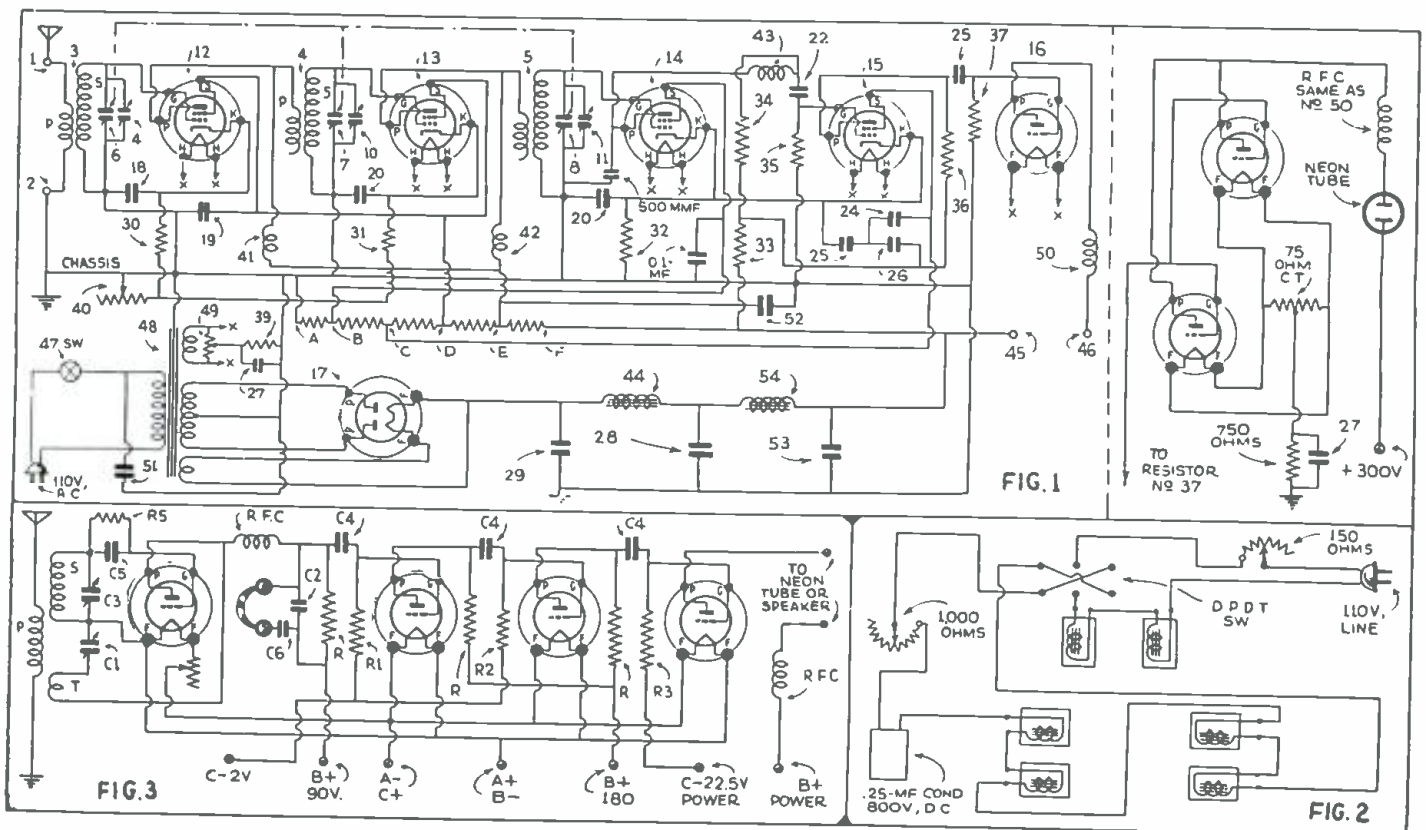 1
2
3
P
S
6
4
12
G
S
P
K
H
H
X
X
18
19
30
41
4
P
S
7
10
13
G
S
P
K
H
H
X
X
20
31
42
5
S
8
11
14
G
S
P
K
H
H
X
X
500 MMF
20
32
0.1-
MF
43
22
34
35
33
15
G
S
P
K
H
H
X
X
24
25
26
25
37
36
16
P
G
F
F
X
X
50
CHASSIS
40
48
49
X
X
39
27
A
B
C
D
E
F
52
45
46
47 SW
51
110V,
A C
17
P
P
F
F
44
54
29
28
53
FIG.1
R F C
SAME AS
Nº 50
NEON
TUBE
P
G
F
F
P
G
F
F
75
OHM
C T
750
OHMS
27
TO
RESISTOR
Nº 37
+300V
R5
C5
S
C3
C1
P
T
P
G
F
F
R F.C
C2
C6
C4
R
R1
P
G
F
F
C4
R
R2
P
G
F
F
C4
R
R3
P
G
F
F
TO
NEON
TUBE OR
SPEAKER
R F C
C-2V
B+
90V.
A-
C+
A+
B-
B+
180
C-22.5V
POWER
B+
POWER
FIG.3
1,000
OHMS
150
OHMS
D P D T
SW
110V,
LINE
.25-MF COND
800V, D C
FIG. 2